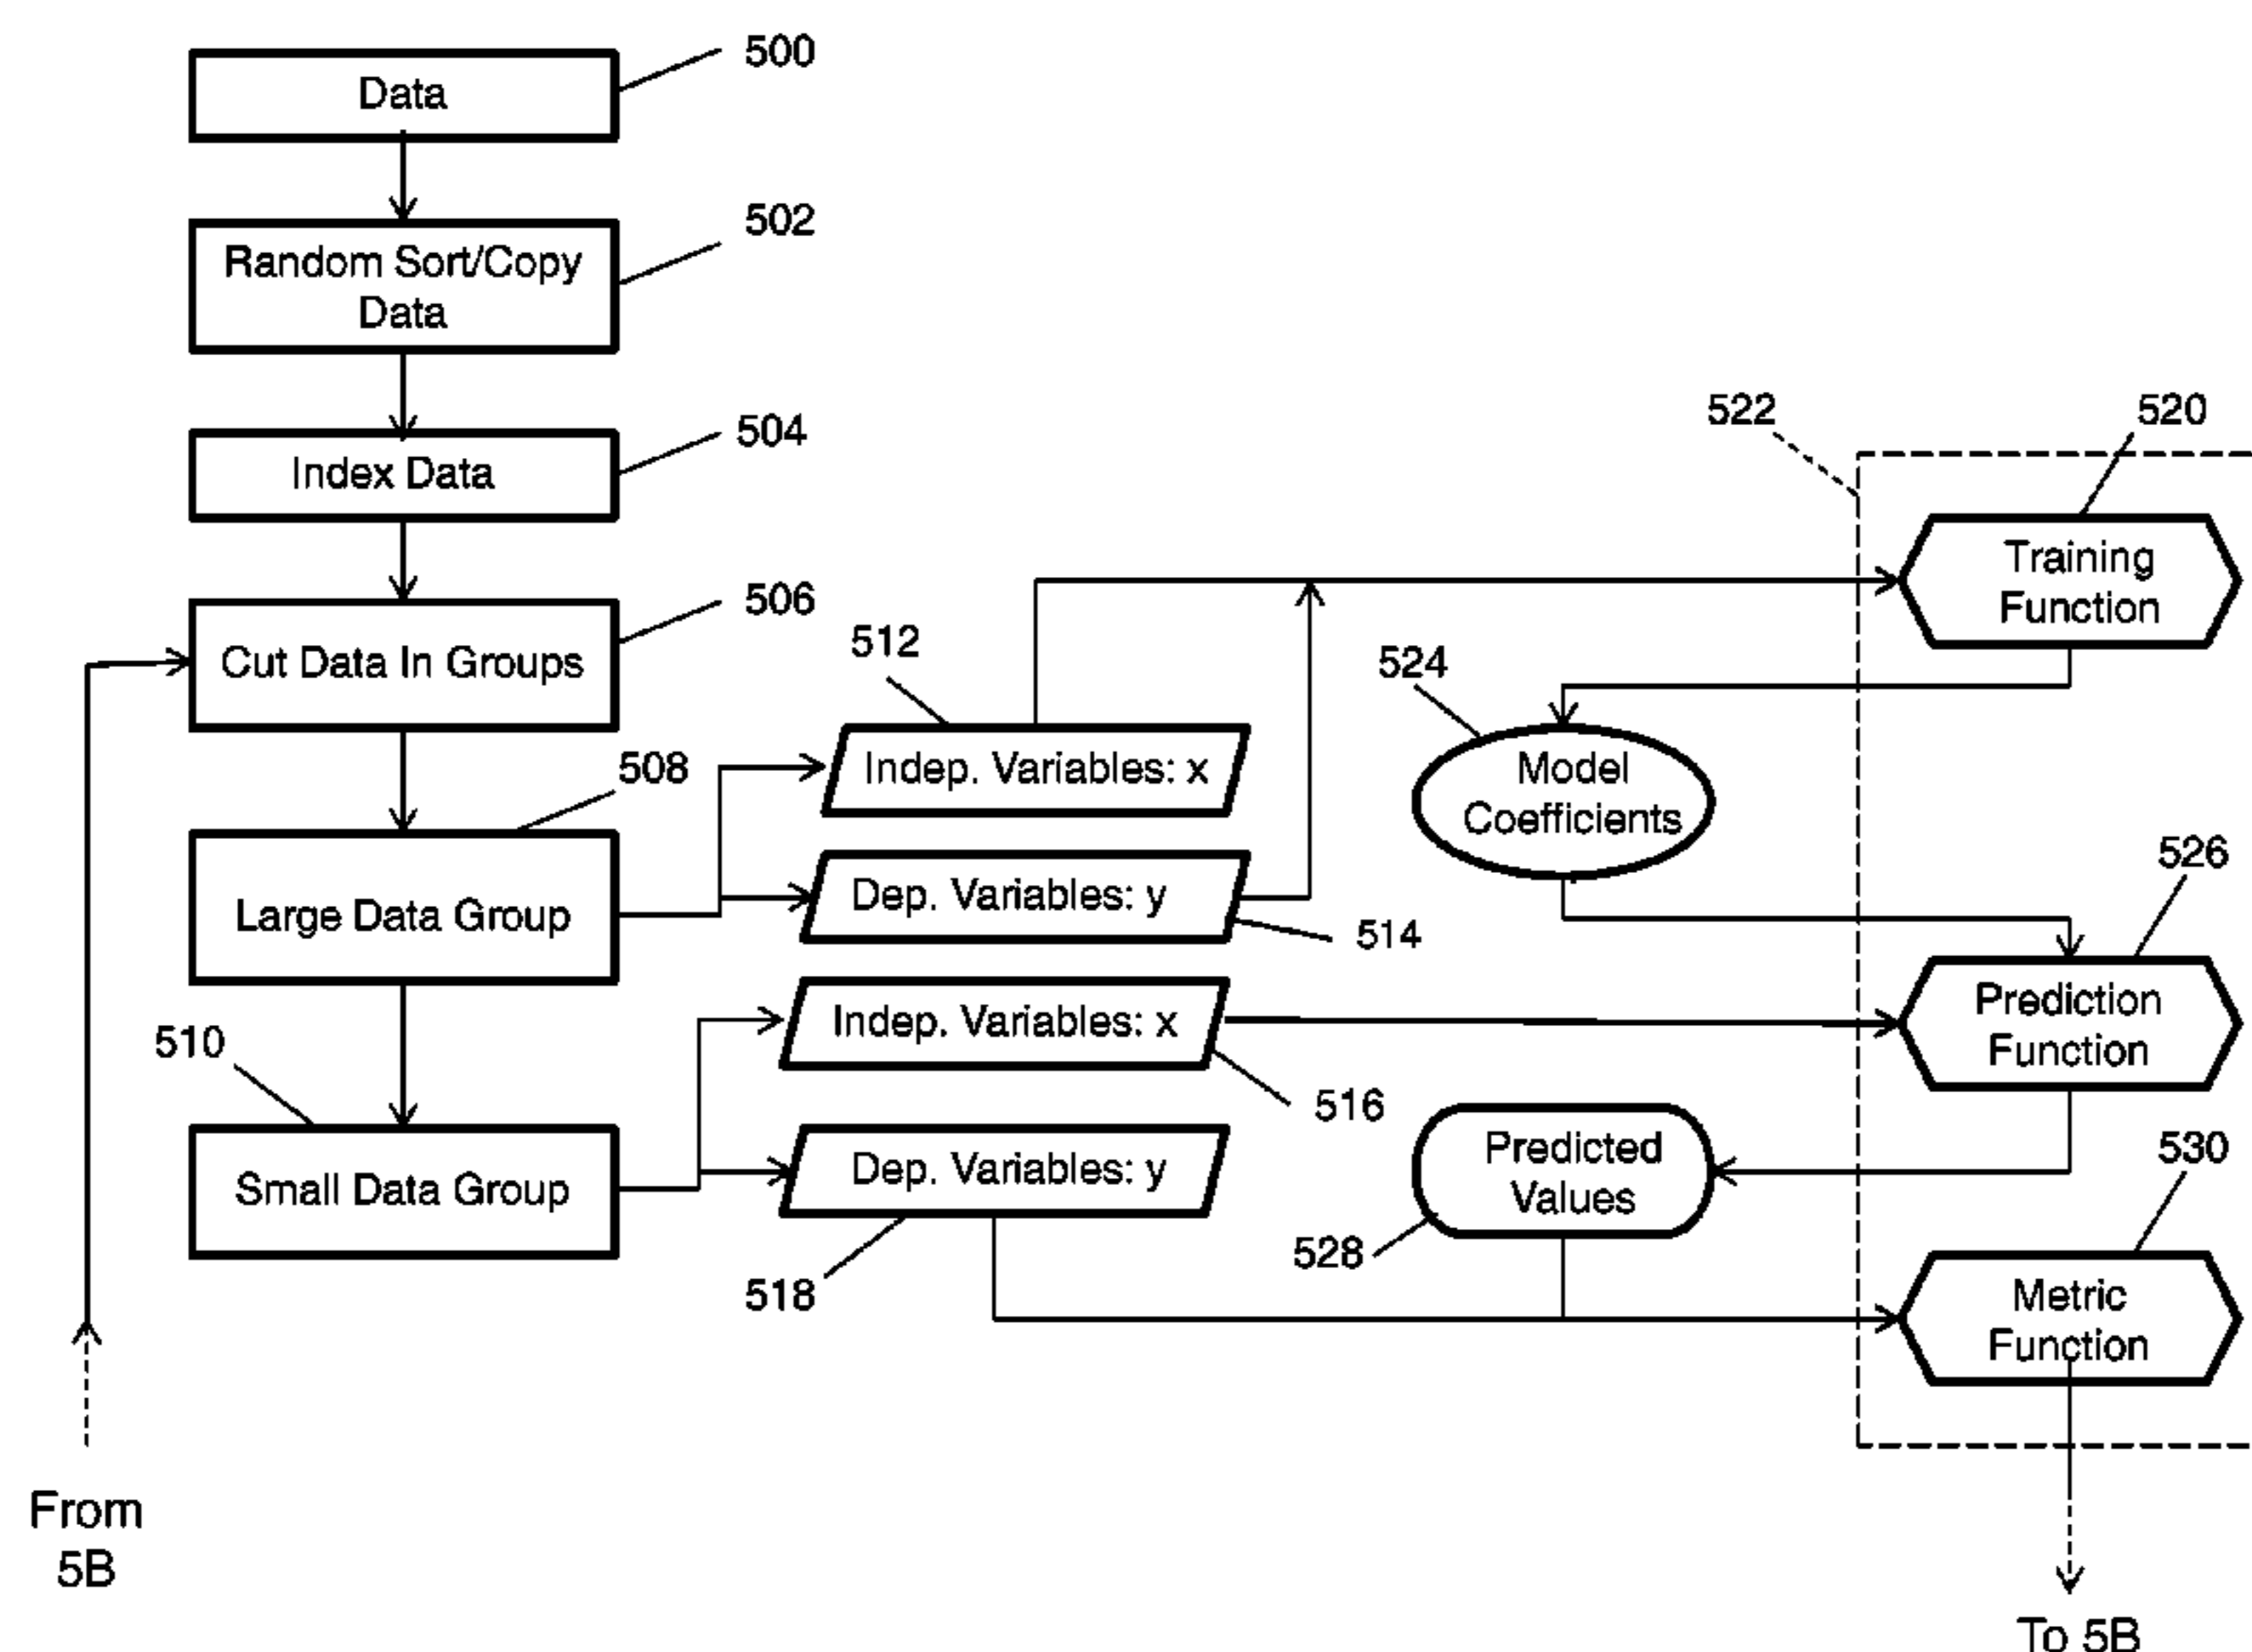 500
Data
502
Random Sort/Copy
Data
504
Index Data
506
Cut Data In Groups
508
Large Data Group
510
Small Data Group
512
Indep. Variables: x
Dep. Variables: y
514
Indep. Variables: x
516
Dep. Variables: y
518
522
520
Training
Function
524
Model
Coefficients
526
Prediction
Function
Predicted
Values
528
530
Metric
Function
From
5B
To 5B